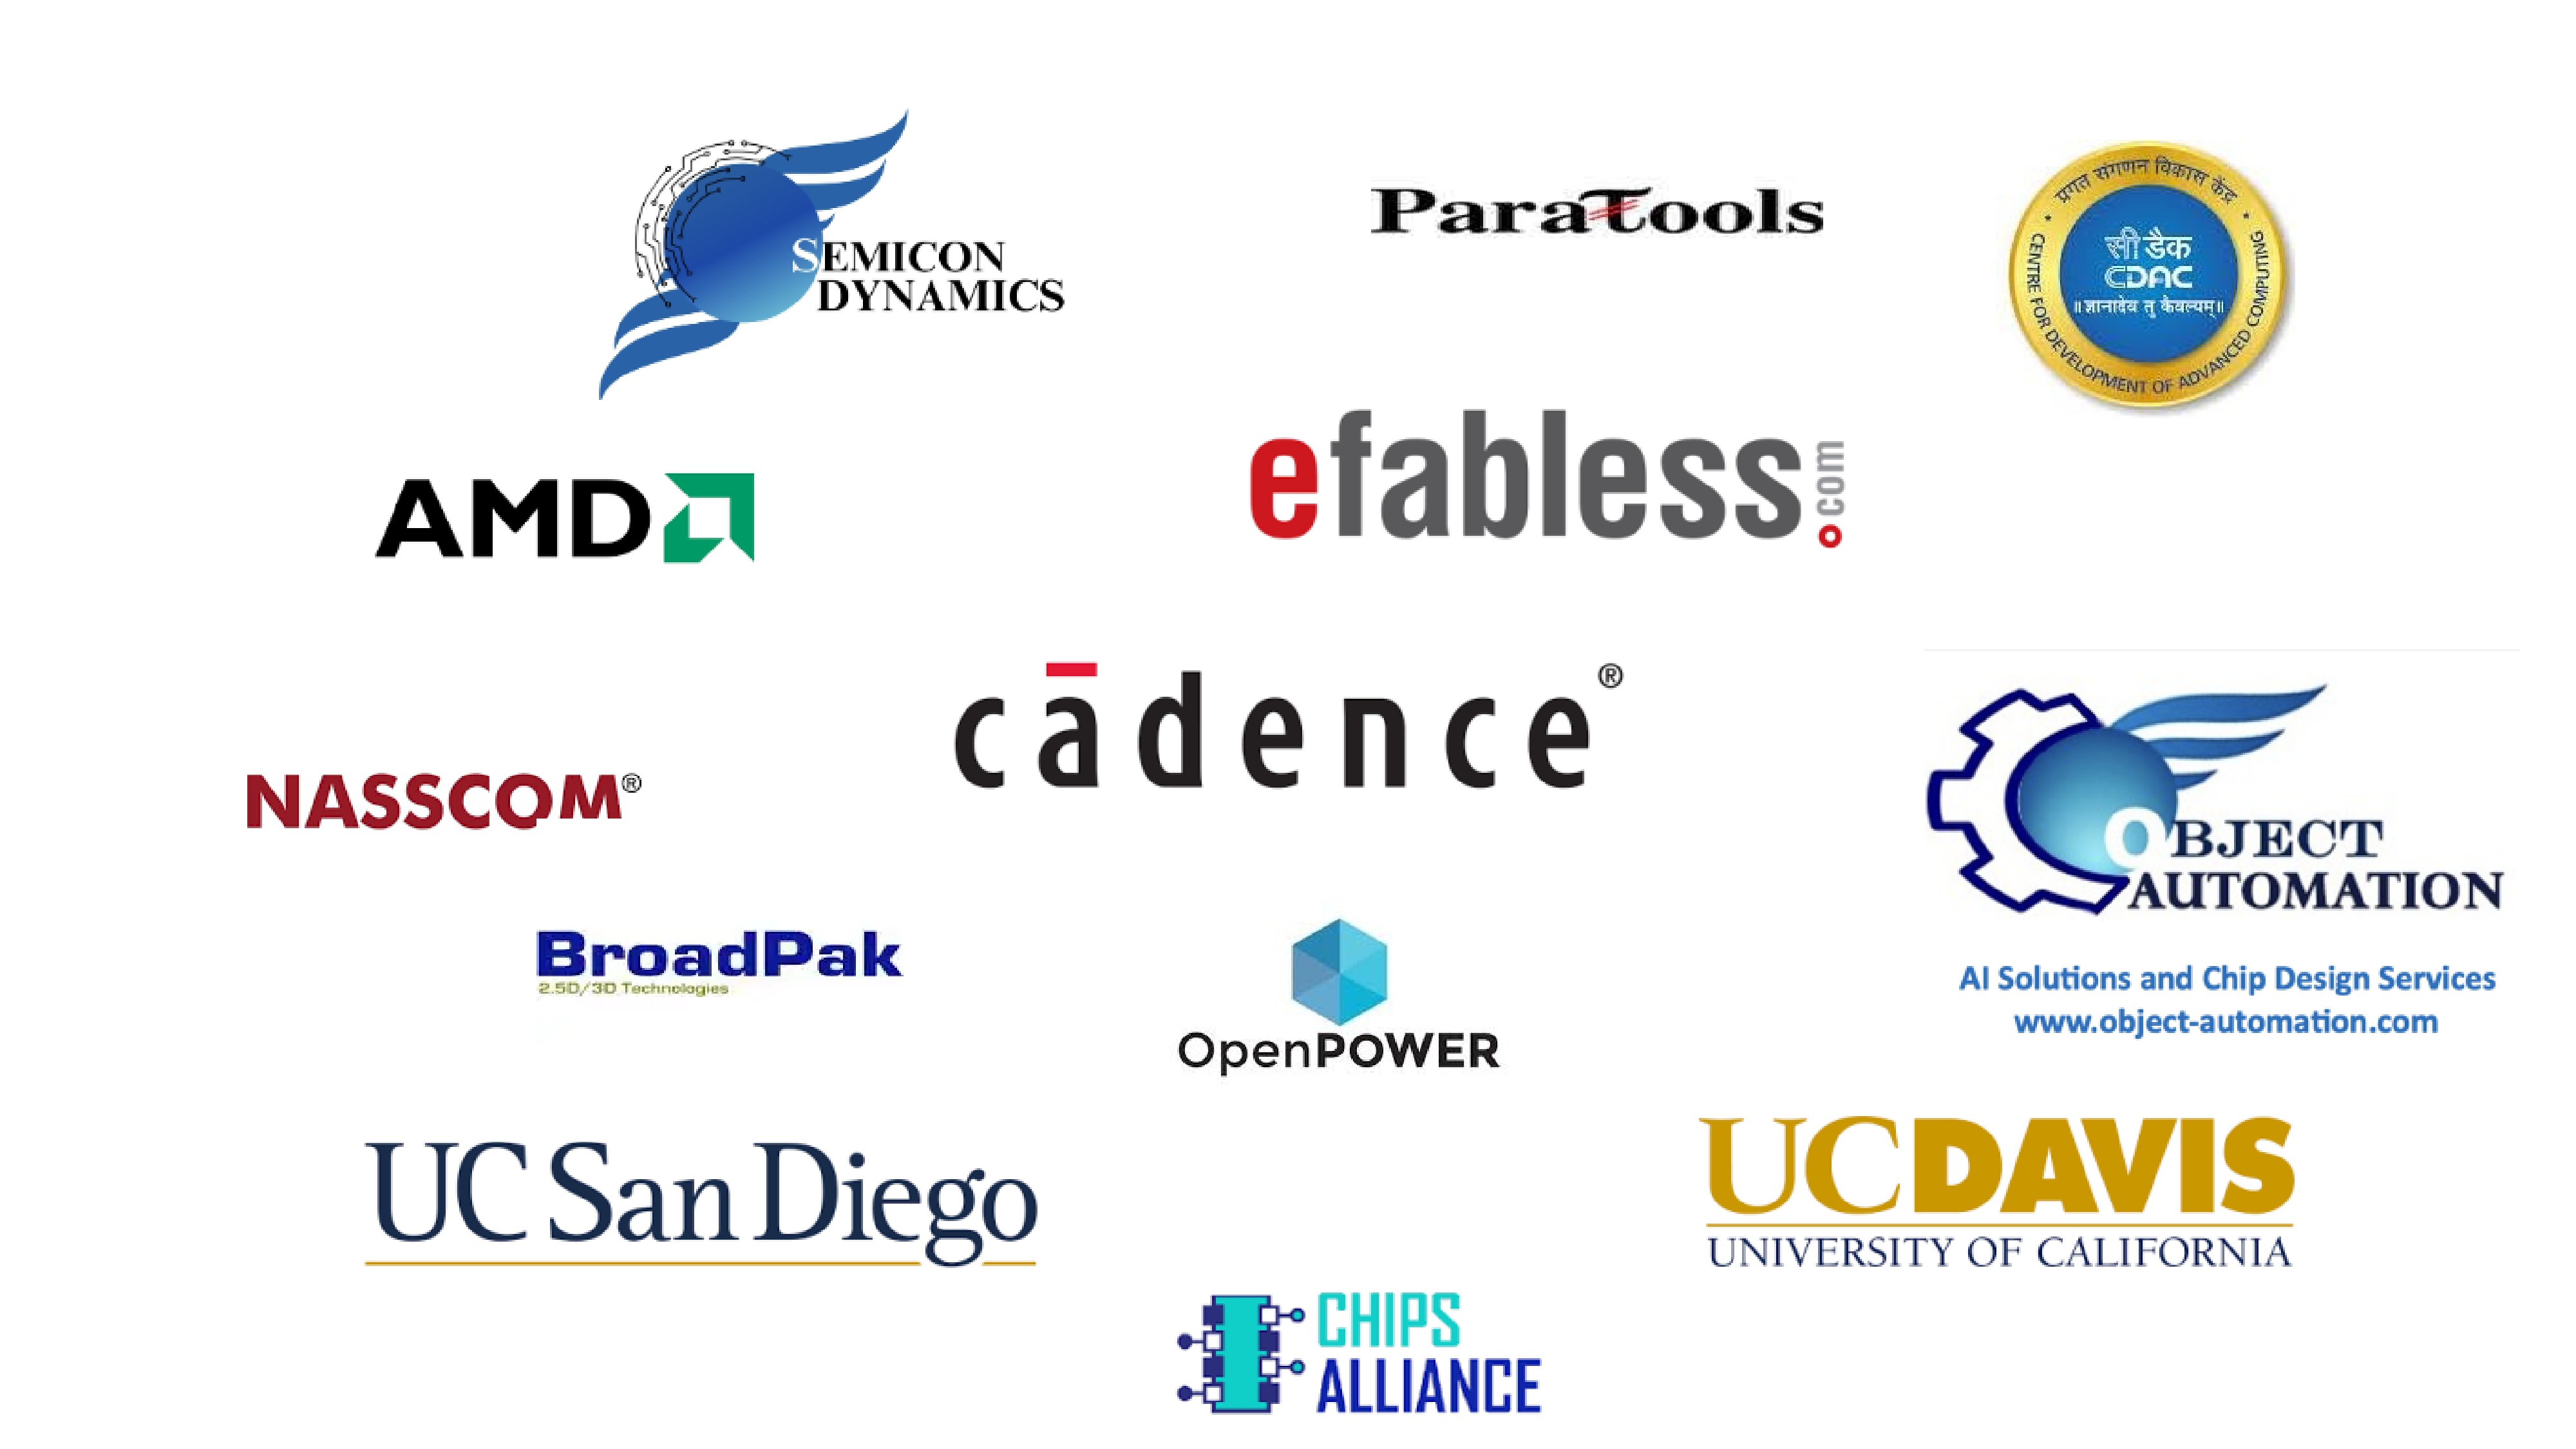 SEMICON
DYNAMICS
ParaTools
प्रगत संगणन विकास केंद्र
सी डैक
CDAC
॥ ज्ञानादेव तु कैवल्यम् ॥
CENTRE FOR DEVELOPMENT OF ADVANCED COMPUTING
AMD
efabless.com
cādence®
NASSCOM®
OBJECT
AUTOMATION
AI Solutions and Chip Design Services
www.object-automation.com
BroadPak
2.5D/3D Technologies
OpenPOWER
UC San Diego
UCDAVIS
UNIVERSITY OF CALIFORNIA
CHIPS
ALLIANCE